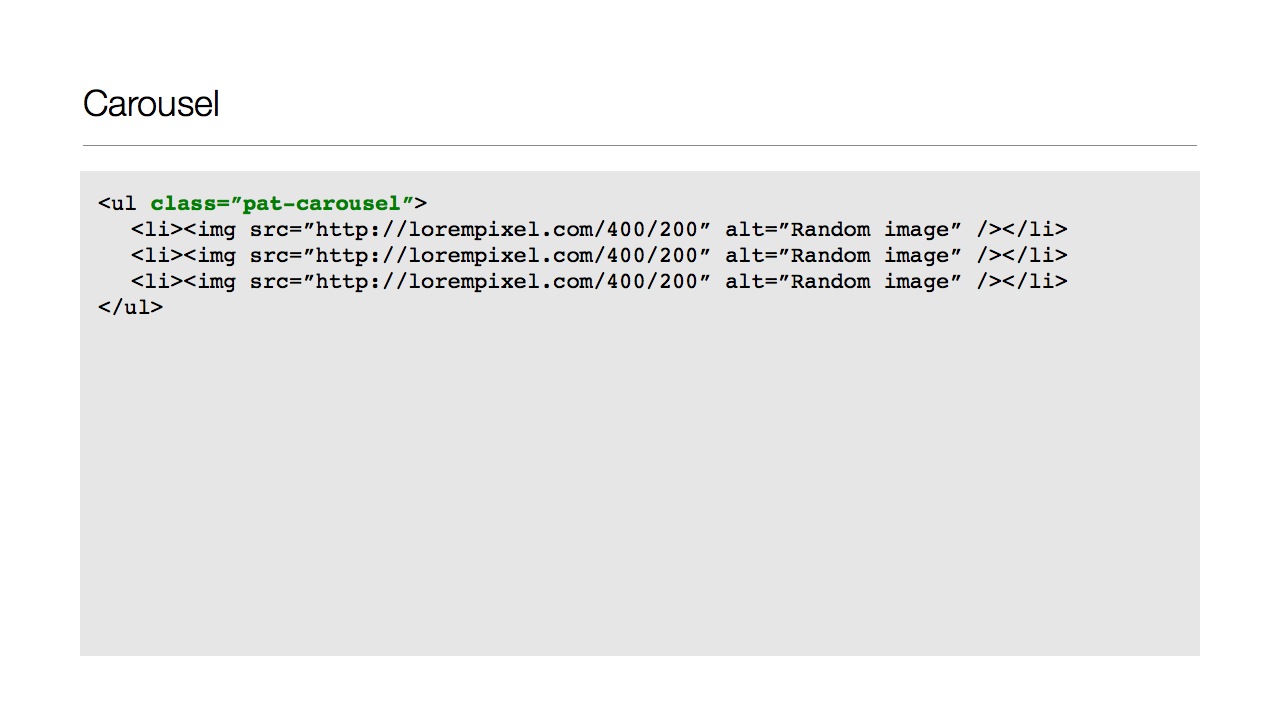 Carousel
<ul class=”pat-carousel”>
<li><img src=”http://lorempixel.com/400/200” alt=”Random image” /></li>
<li><img src=”http://lorempixel.com/400/200” alt=”Random image” /></li>
<li><img src=”http://lorempixel.com/400/200” alt=”Random image” /></li>
</ul>